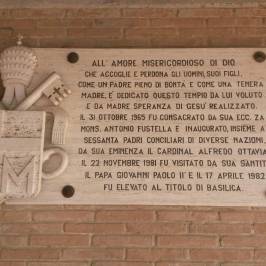 ALL'AMORE MISERICORDIOSO DI DIO.
CHE ACCOGLIE E PERDONA GLI UOMINI, SUOI FIGLI,
COME UN PADRE PIENO DI BONTÀ E COME UNA TENERA
MADRE, È DEDICATO QUESTO TEMPIO DA LUI VOLUTO
E DA MADRE SPERANZA DI GESU' REALIZZATO.
IL 31 OTTOBRE 1965 FU CONSACRATO DA SUA ECC. ZA
MONS. ANTONIO FUSTELLA E INAUGURATO, INSIEME A
SESSANTA PADRI CONCILIARI DI DIVERSE NAZIONI,
DA SUA EMINENZA IL CARDINAL ALFREDO OTTAVIA
IL 22 NOVEMBRE 1981 FU VISITATO DA SUA SANTIT
IL PAPA GIOVANNI PAOLO II° E IL 17 APRILE 1982
FU ELEVATO AL TITOLO DI BASILICA.
M